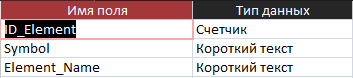 Имя поля Тип данных
ID_Element Счетчик
Symbol Короткий текст
Element_Name Короткий текст